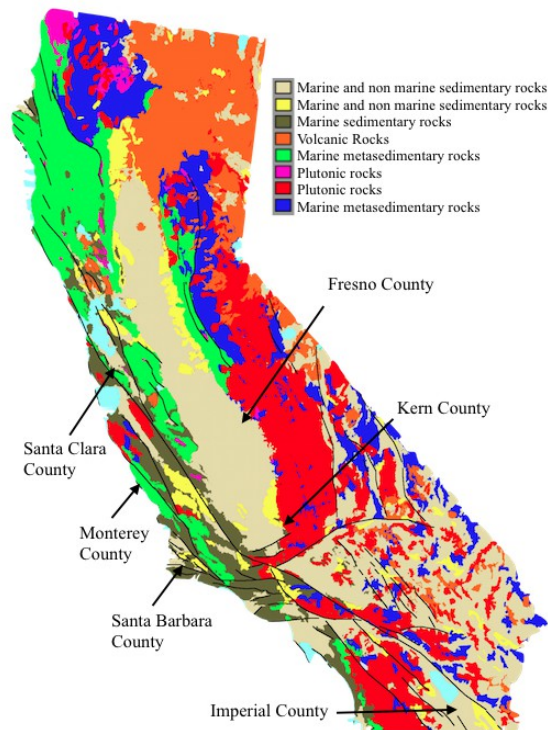 Marine and non marine sedimentary rocks
Marine and non marine sedimentary rocks
Marine sedimentary rocks
Volcanic Rocks
Marine metasedimentary rocks
Plutonic rocks
Plutonic rocks
Marine metasedimentary rocks
Fresno County
Kern County
Santa Clara
County
Monterey
County
Santa Barbara
County
Imperial County